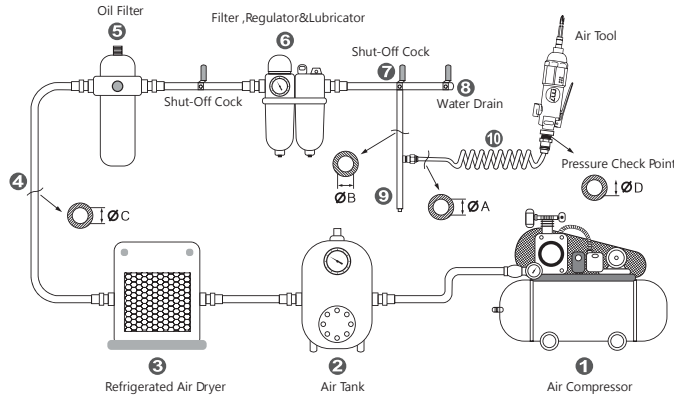 Oil Filter
5
Filter ,Regulator&Lubricator
6
Shut-Off Cock
7
8
Water Drain
Air Tool
Shut-Off Cock
10
Pressure Check Point
4
ØC
ØB
9
ØA
ØD
3
Refrigerated Air Dryer
2
Air Tank
1
Air Compressor